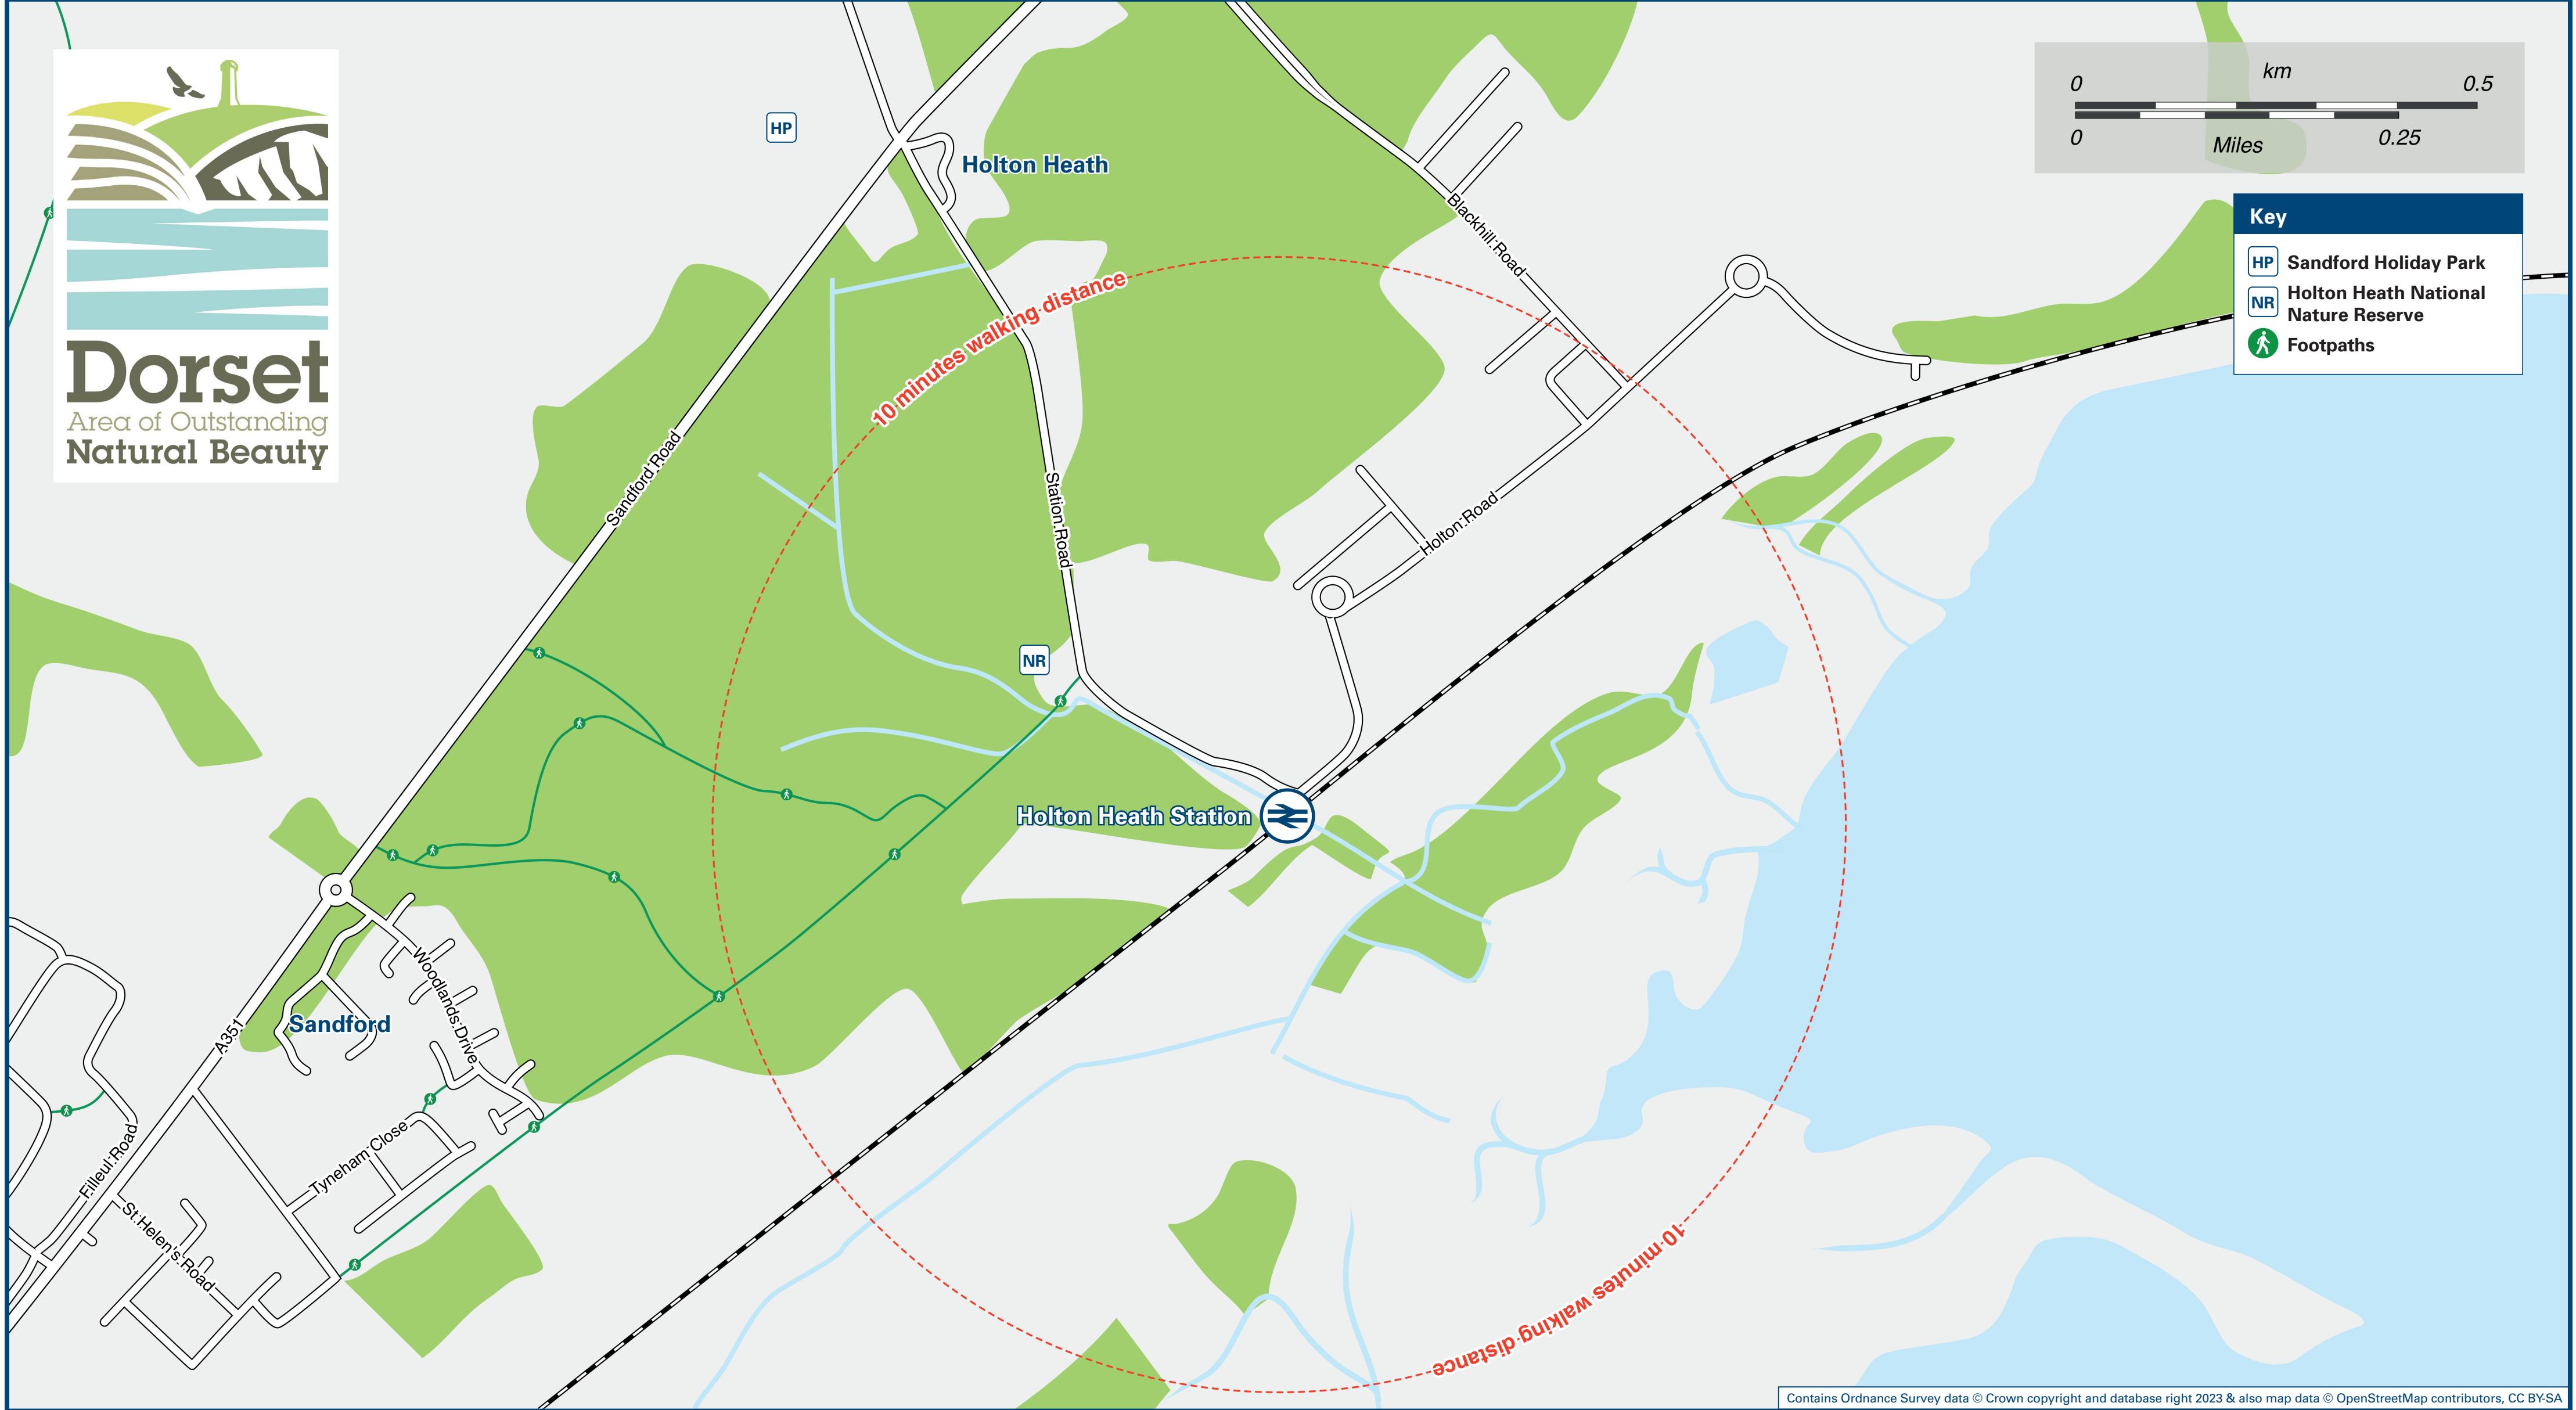 Dorset
Area of Outstanding
Natural Beauty
HP
Holton Heath
km
0
0.5
0
0.25
Miles
Key
HP Sandford Holiday Park
NR Holton Heath National
Nature Reserve
Footpaths
Blackhill Road
10 minutes walking distance
Sandford Road
Station Road
Holton Road
NR
Holton Heath Station
Woodlands Drive
Sandford
A351
Filleul Road
Tyneham Close
St Helen's Road
10 minutes walking distance
Contains Ordnance Survey data © Crown copyright and database right 2023 & also map data © OpenStreetMap contributors, CC BY-SA